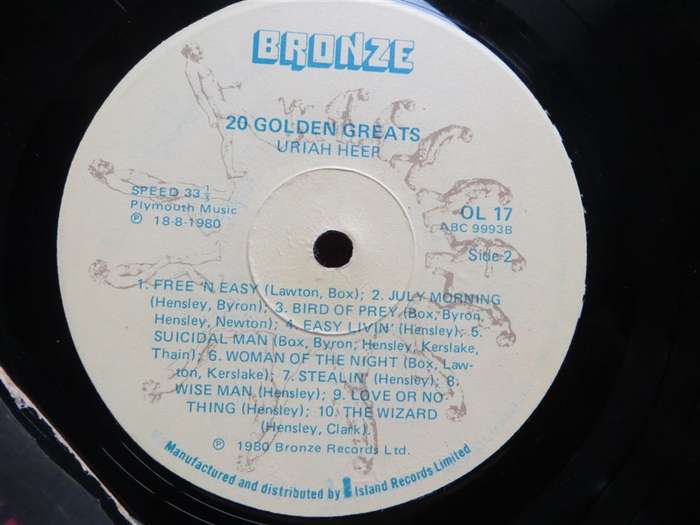 BRONZE
20 GOLDEN GREATS
URIAH HEEP
SPEED 33 1/3
Plymouth Music
℗ 18-8-1980
OL 17
ABC 9993B
Side 2
1. FREE 'N EASY (Lawton, Box); 2. JULY MORNING
(Hensley, Byron); 3. BIRD OF PREY (Box, Byron,
Hensley, Newton); 4. EASY LIVIN' (Hensley); 5.
SUICIDAL MAN (Box, Byron, Hensley, Kerslake,
Thain); 6. WOMAN OF THE NIGHT (Box, Law-
ton, Kerslake); 7. STEALIN' (Hensley); 8.
WISE MAN (Hensley); 9. LOVE OR NO
THING (Hensley); 10. THE WIZARD
(Hensley, Clark).
℗ 1980 Bronze Records Ltd.
Manufactured and distributed by Island Records Limited